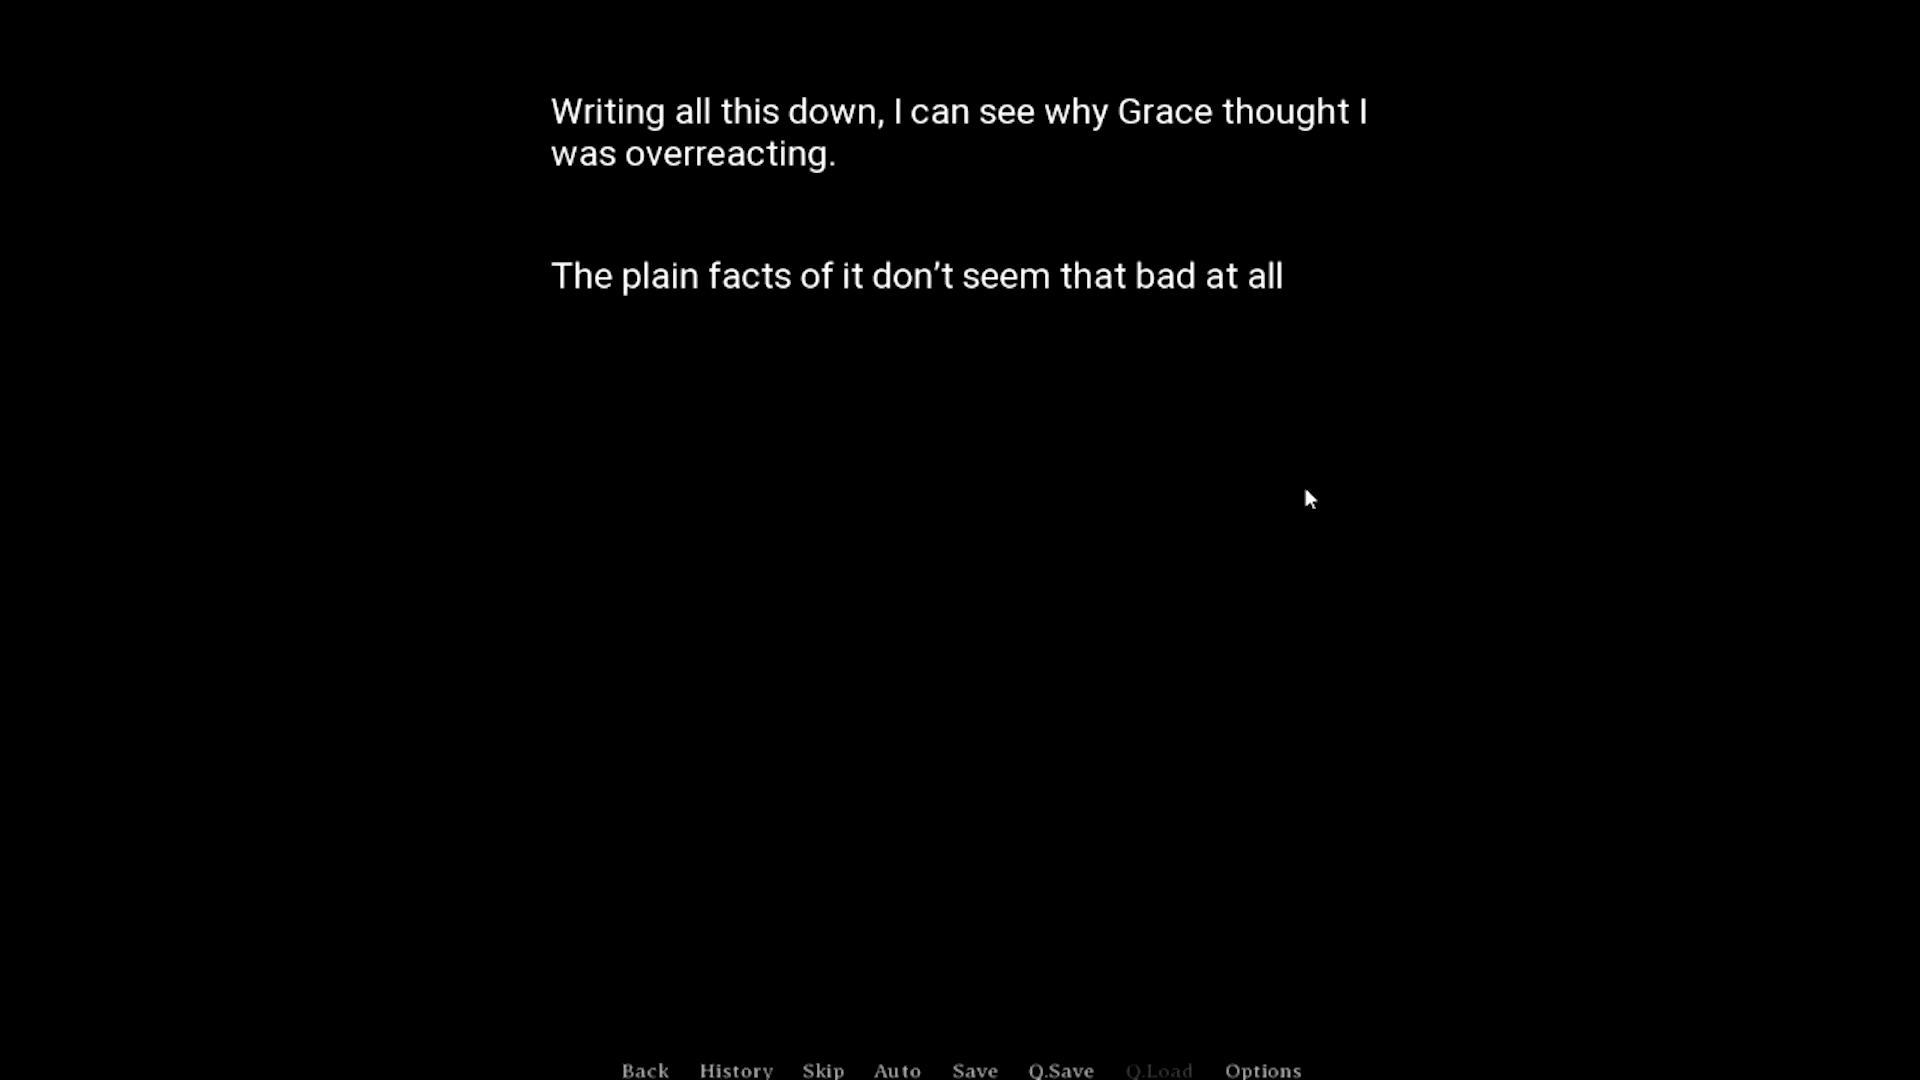 Writing all this down, I can see why Grace thought I
was overreacting.
The plain facts of it don’t seem that bad at all
Back History Skip Auto Save Q.Save Q.Load Options